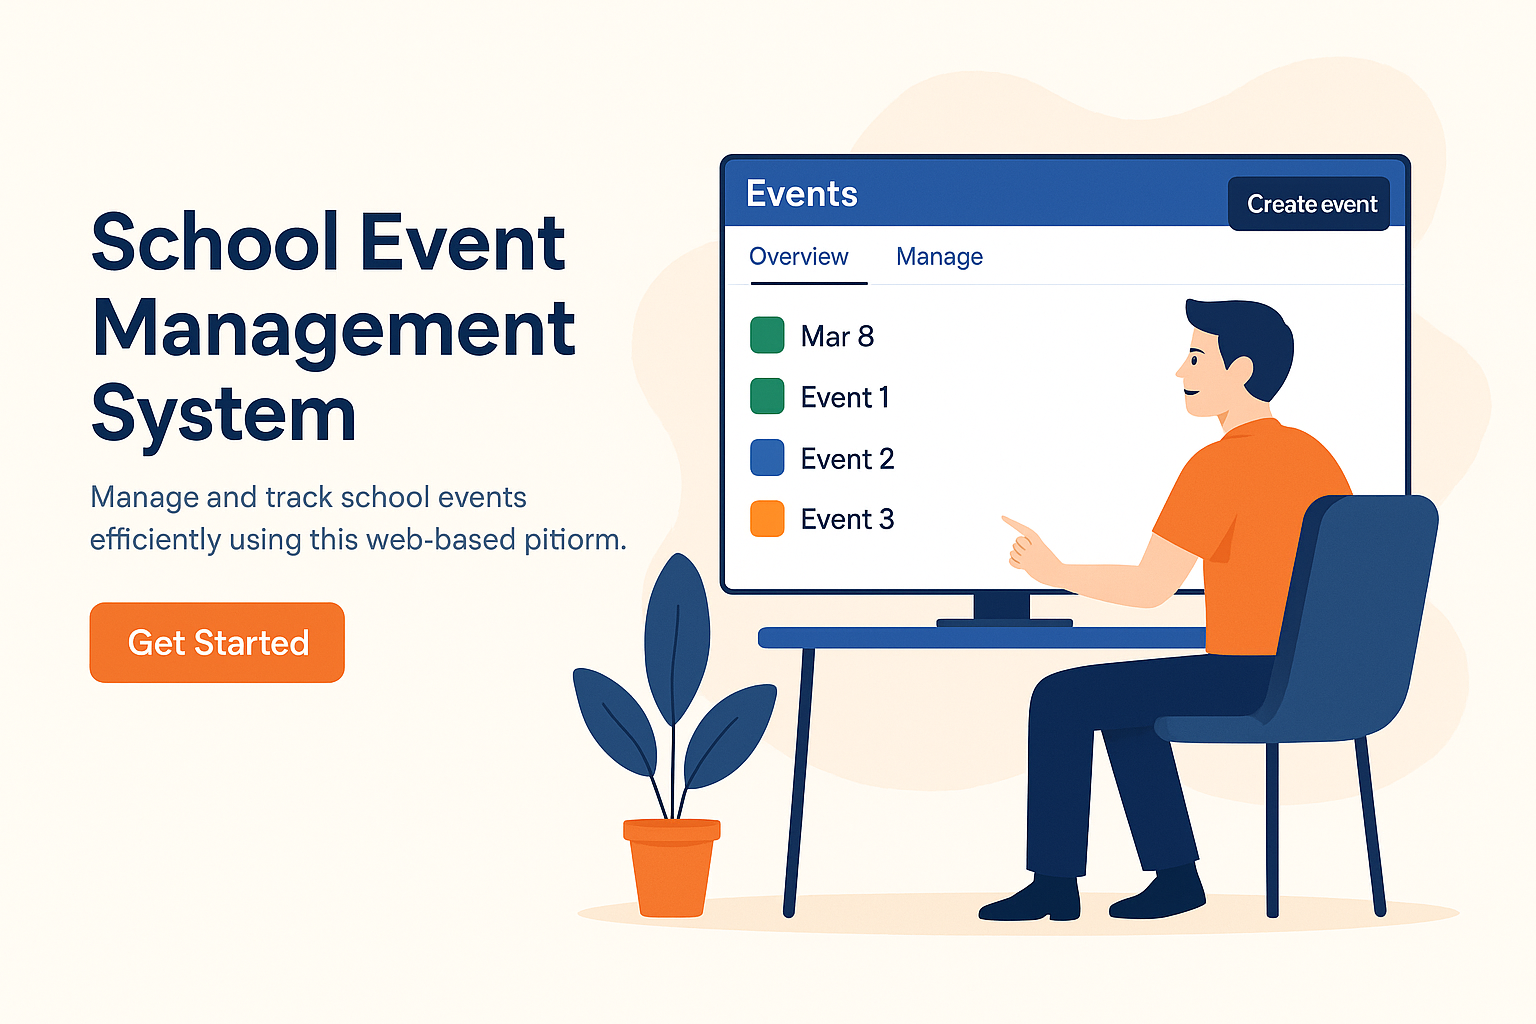 School Event
Management
System
Manage and track school events
efficiently using this web-based pitiorm.
Get Started
Events
Create event
Overview Manage
Mar 8
Event 1
Event 2
Event 3